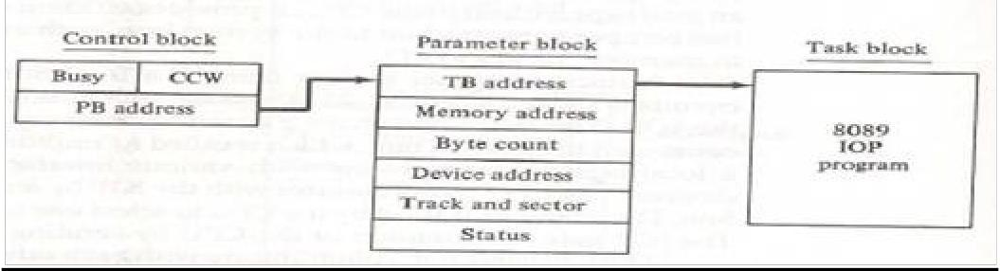 Control block
Busy
CCW
PB address
Parameter block
TB address
Memory address
Byte count
Device address
Track and sector
Status
Task block
8089
IOP
program